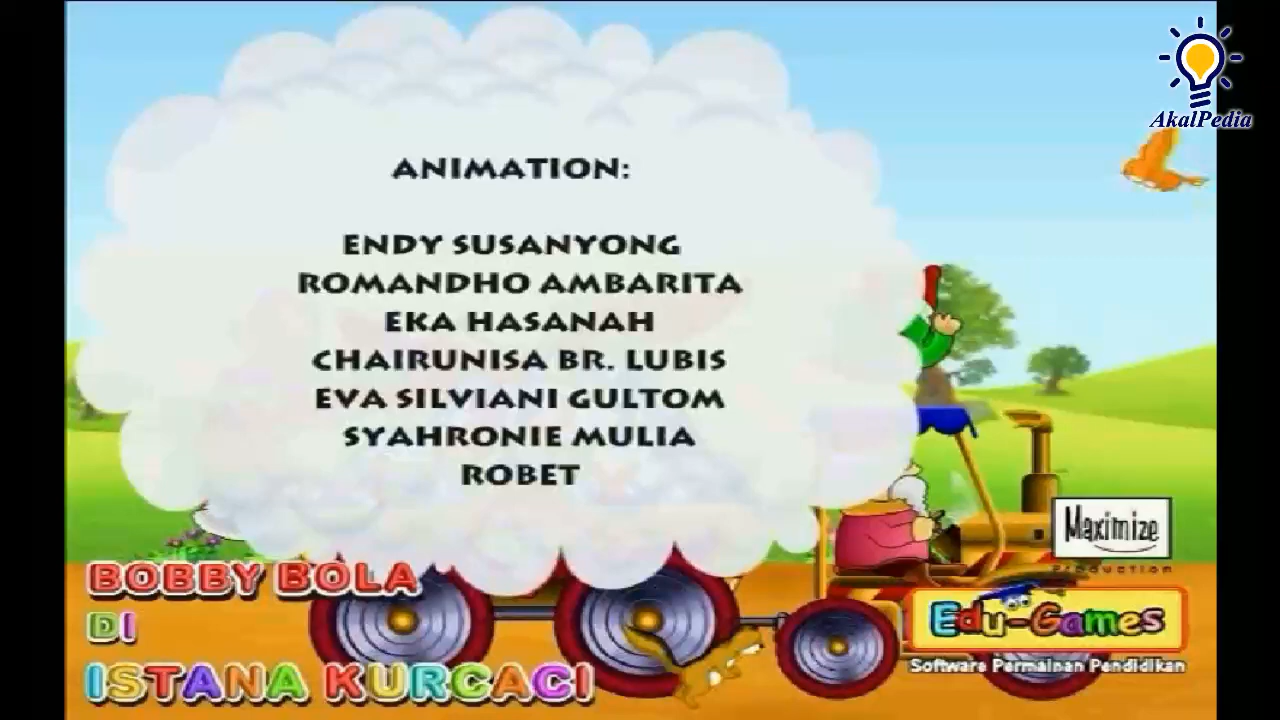 AkalPedia
ANIMATION:
ENDY SUSANYONG
ROMANDHO AMBARITA
EKA HASANAH
CHAIRUNISA BR. LUBIS
EVA SILVIANI GULTOM
SYAHRONIE MULIA
ROBET
Maximize
Production
BOBBY BOLA
DI
ISTANA KURCACI
Edu-Games
Software Permainan Pendidikan